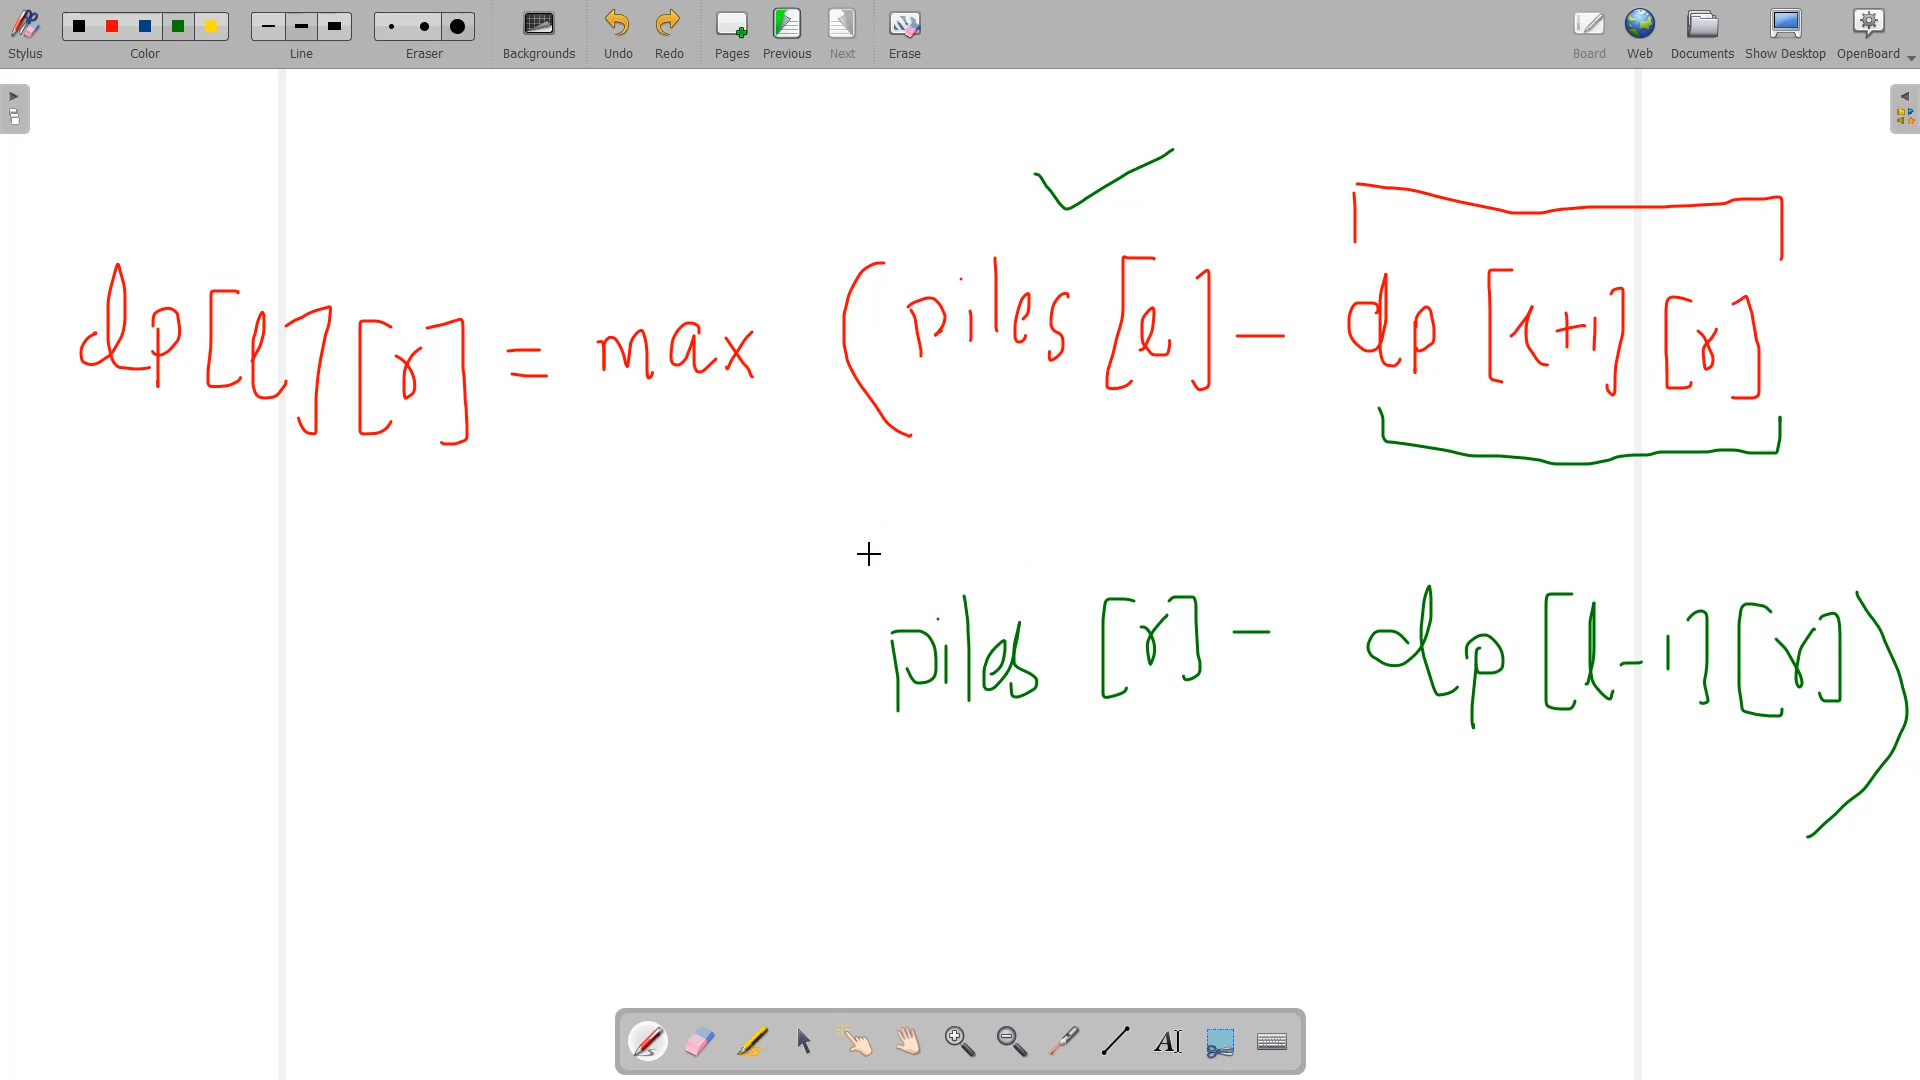 Stylus Color Line Eraser Backgrounds Undo Redo Pages Previous Next Erase Board Web Documents Show Desktop OpenBoard
dp[l][r] = max (piles[l] - dp[l+1][r]
piles[r] - dp[l-1][r])
AI